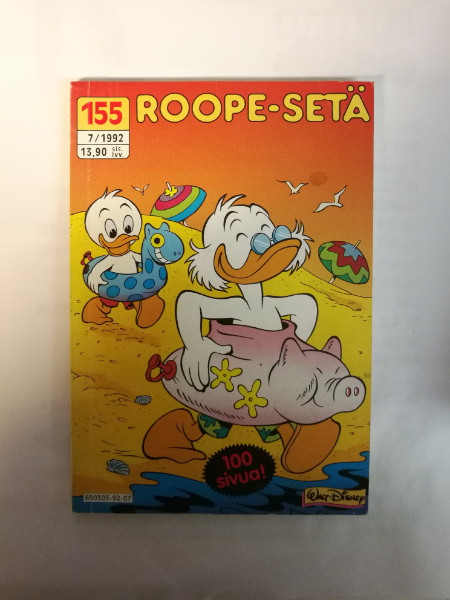 155
ROOPE-SETÄ
7/1992
13,90 sis. lvv.
100
sivua!
690305-92-07
WALT DISNEY